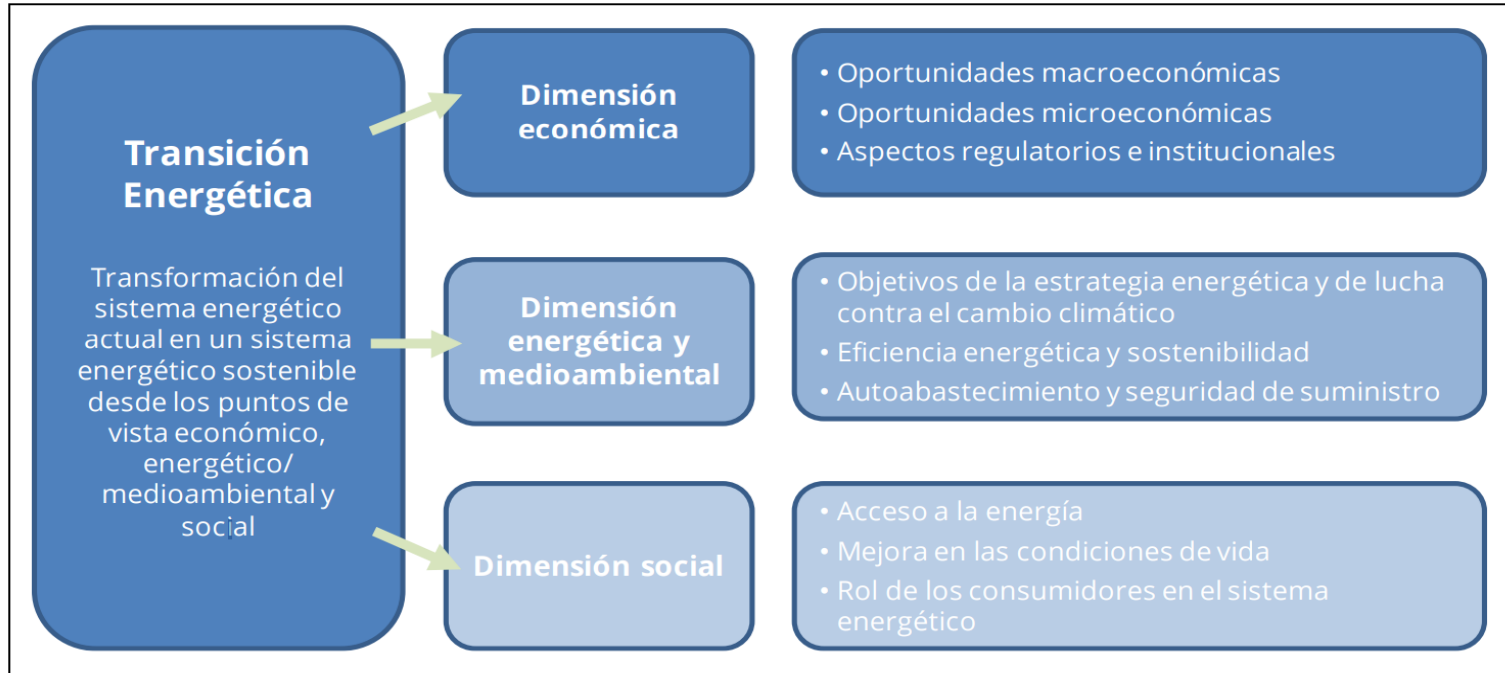 Transición
Energética
Transformación del
sistema energético
actual en un sistema
energético sostenible
desde los puntos de
vista económico,
energético/
medioambiental y
social
Dimensión
económica
• Oportunidades macroeconómicas
• Oportunidades microeconómicas
• Aspectos regulatorios e institucionales
Dimensión
energética y
medioambiental
• Objetivos de la estrategia energética y de lucha
contra el cambio climático
• Eficiencia energética y sostenibilidad
• Autoabastecimiento y seguridad de suministro
Dimensión social
• Acceso a la energía
• Mejora en las condiciones de vida
• Rol de los consumidores en el sistema
energético